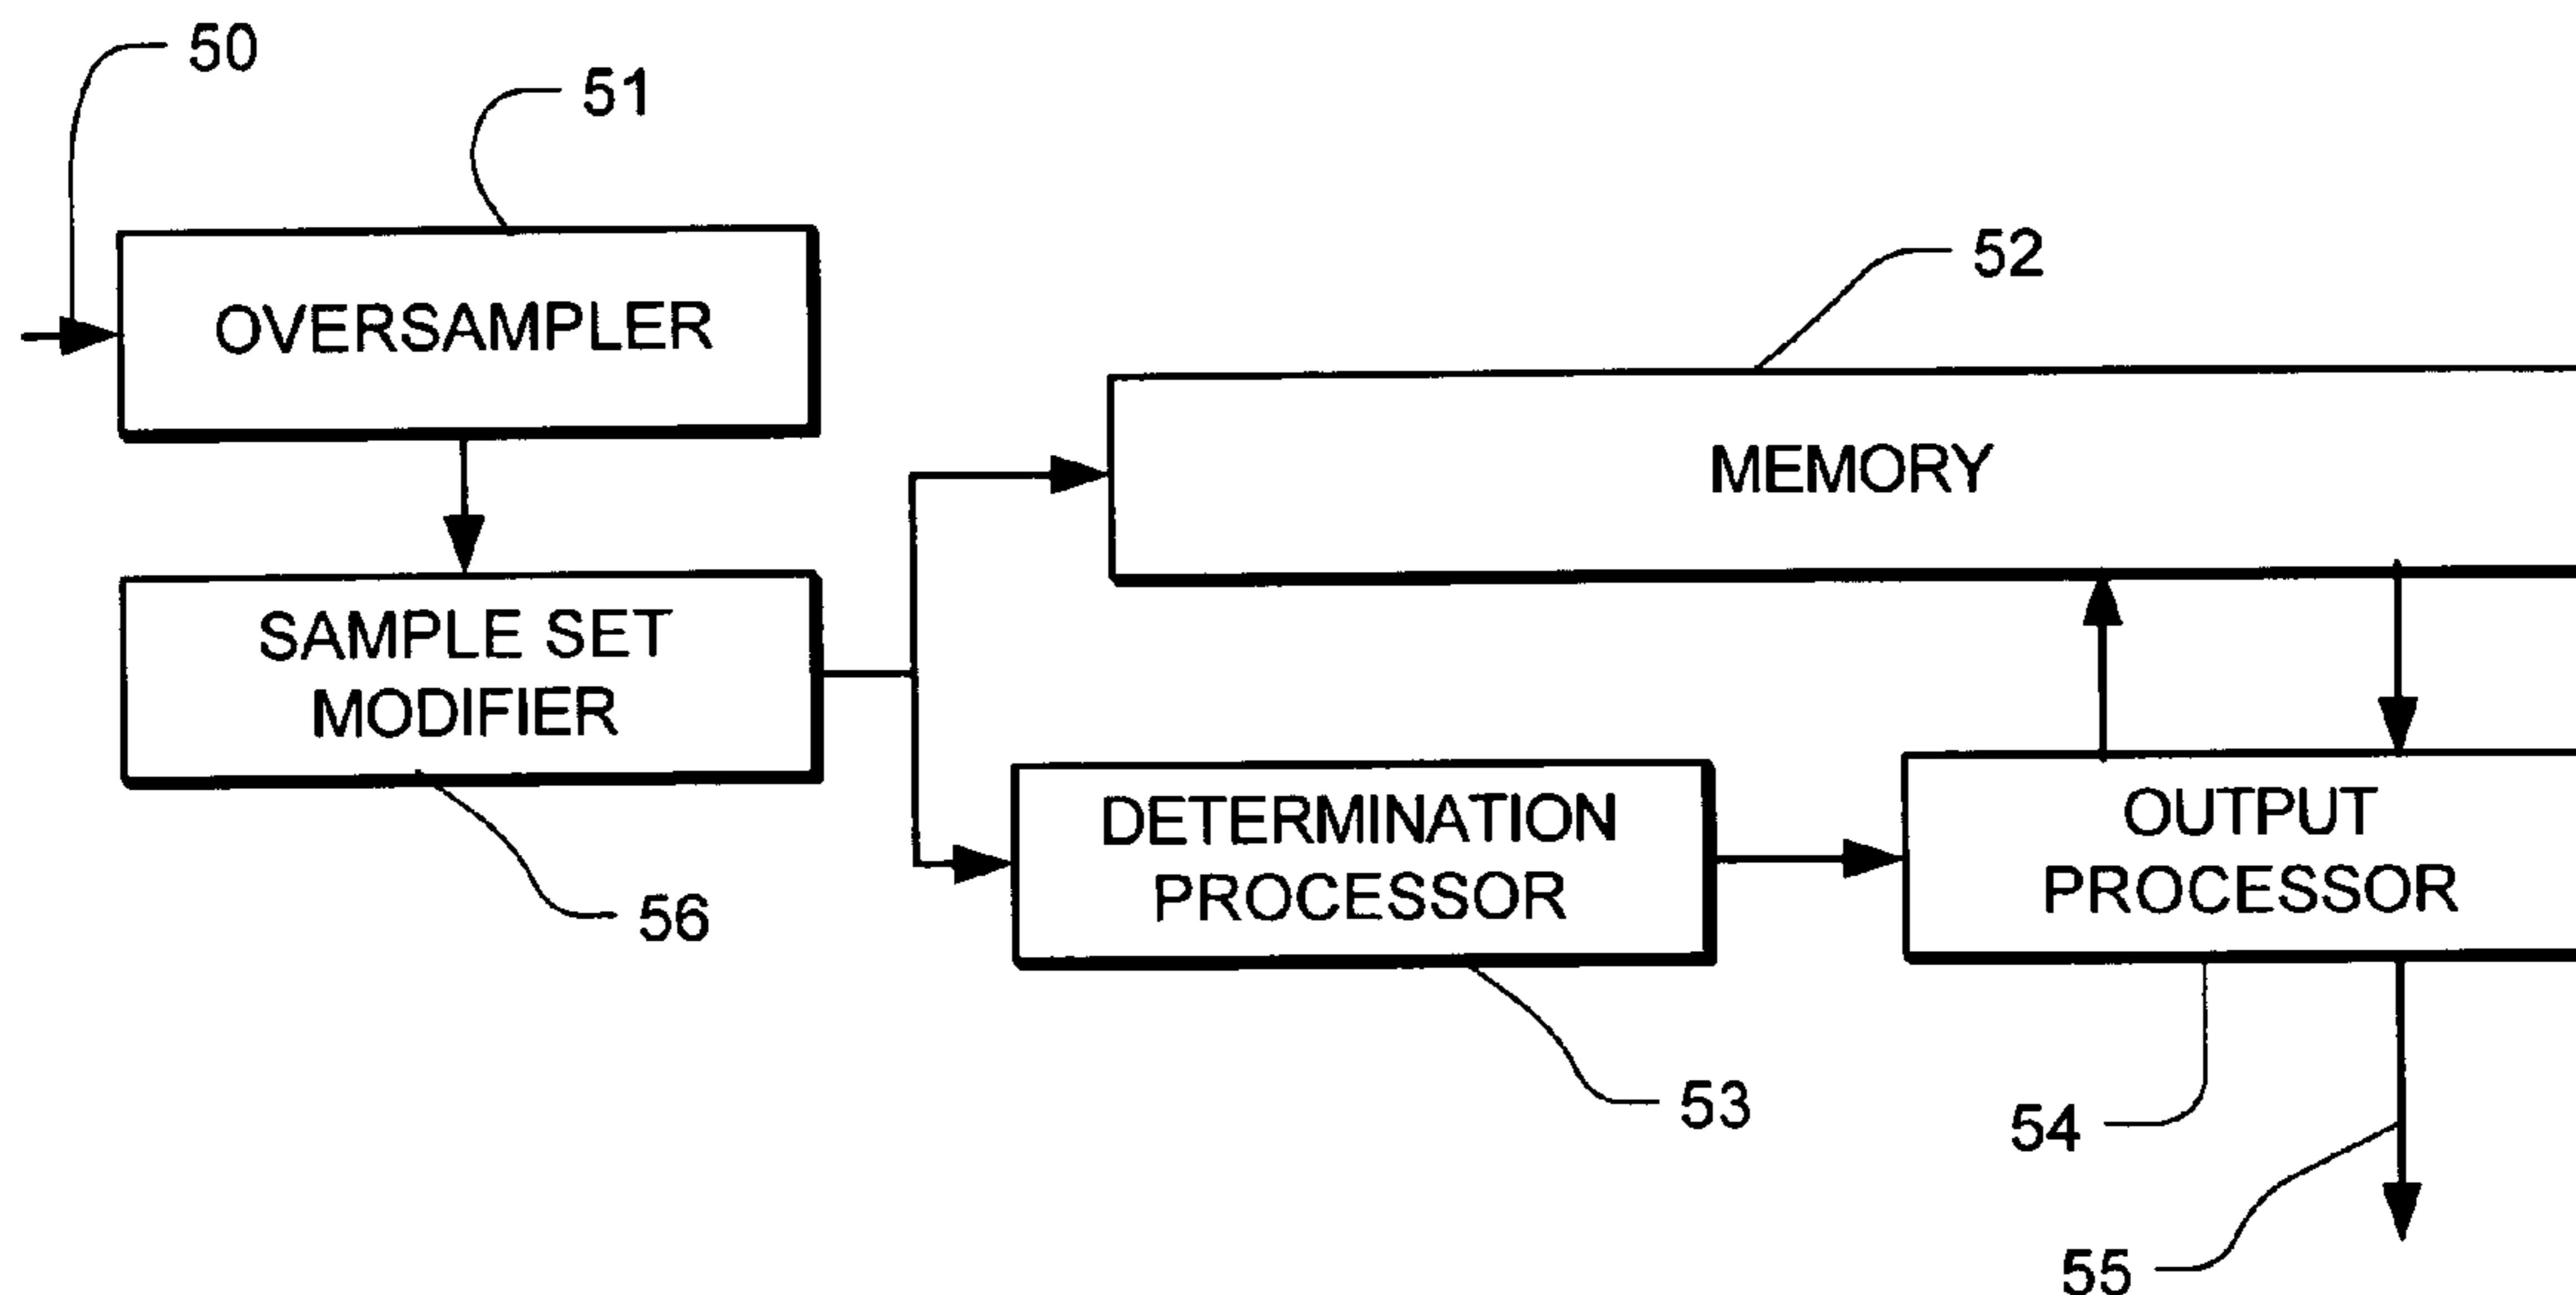 50
51
OVERSAMPLER
52
MEMORY
SAMPLE SET
MODIFIER
56
DETERMINATION
PROCESSOR
53
OUTPUT
PROCESSOR
54
55